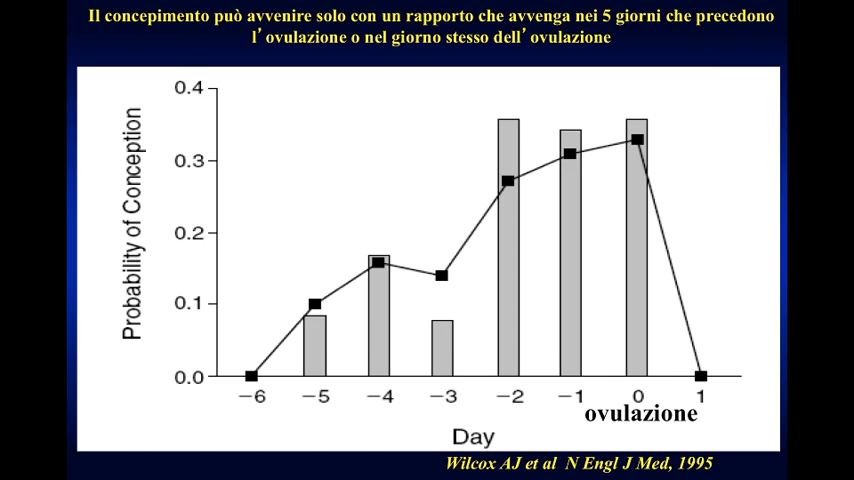 Il concepimento può avvenire solo con un rapporto che avvenga nei 5 giorni che precedono
l’ovulazione o nel giorno stesso dell’ovulazione
Probability of Conception
0.4
0.3
0.2
0.1
0.0
−6 −5 −4 −3 −2 −1 0 1
ovulazione
Day
Wilcox AJ et al N Engl J Med, 1995